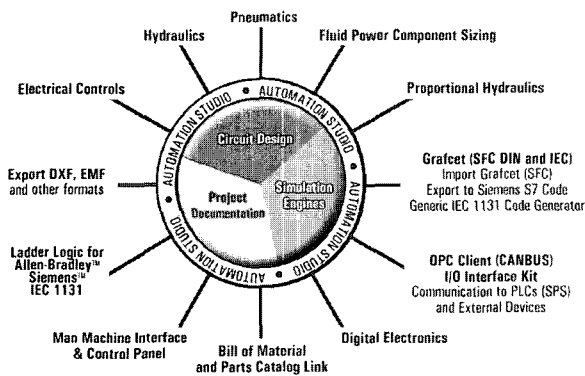 Pneumatics
Hydraulics
Fluid Power Component Sizing
Electrical Controls
Proportional Hydraulics
AUTOMATION STUDIO • AUTOMATION STUDIO • AUTOMATION STUDIO • AUTOMATION STUDIO • AUTOMATION STUDIO •
Circuit Design
Simulation
Engines
Project
Documentation
Export DXF, EMF
and other formats
Grafcet (SFC DIN and IEC)
Import Grafcet (SFC)
Export to Siemens S7 Code
Generic IEC 1131 Code Generator
Ladder Logic for
Allen-Bradley™
Siemens™
IEC 1131
OPC Client (CANBUS)
I/O Interface Kit
Communication to PLCs (SPS)
and External Devices
Man Machine Interface
& Control Panel
Bill of Material
and Parts Catalog Link
Digital Electronics